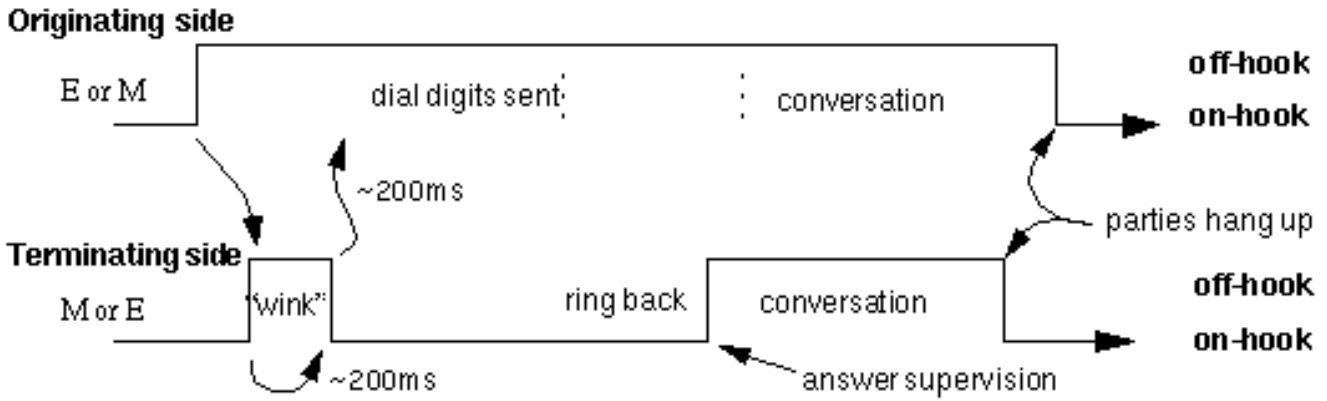 Originating side
off-hook
E or M
dial digits sent
conversation
on-hook
~200ms
parties hang up
Terminating side
off-hook
M or E
"wink"
ring back
conversation
on-hook
~200ms
answer supervision